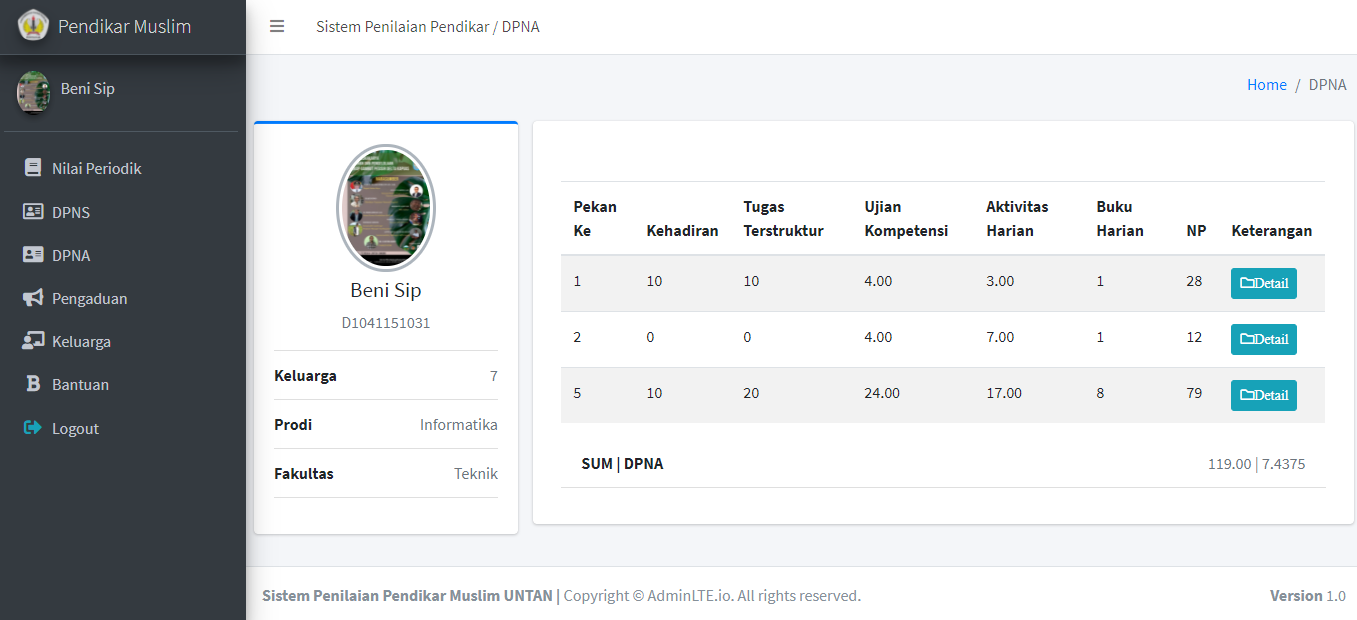 Pendikar Muslim
Sistem Penilaian Pendikar / DPNA
Beni Sip
Nilai Periodik
DPNS
DPNA
Pengaduan
Keluarga
Bantuan
Logout
Home / DPNA
Beni Sip
D1041151031
Keluarga 7
Prodi Informatika
Fakultas Teknik
Pekan Ke Kehadiran Tugas Terstruktur Ujian Kompetensi Aktivitas Harian Buku Harian NP Keterangan
1 10 10 4.00 3.00 1 28 Detail
2 0 0 4.00 7.00 1 12 Detail
5 10 20 24.00 17.00 8 79 Detail
SUM | DPNA 119.00 | 7.4375
Sistem Penilaian Pendikar Muslim UNTAN | Copyright © AdminLTE.io. All rights reserved.
Version 1.0